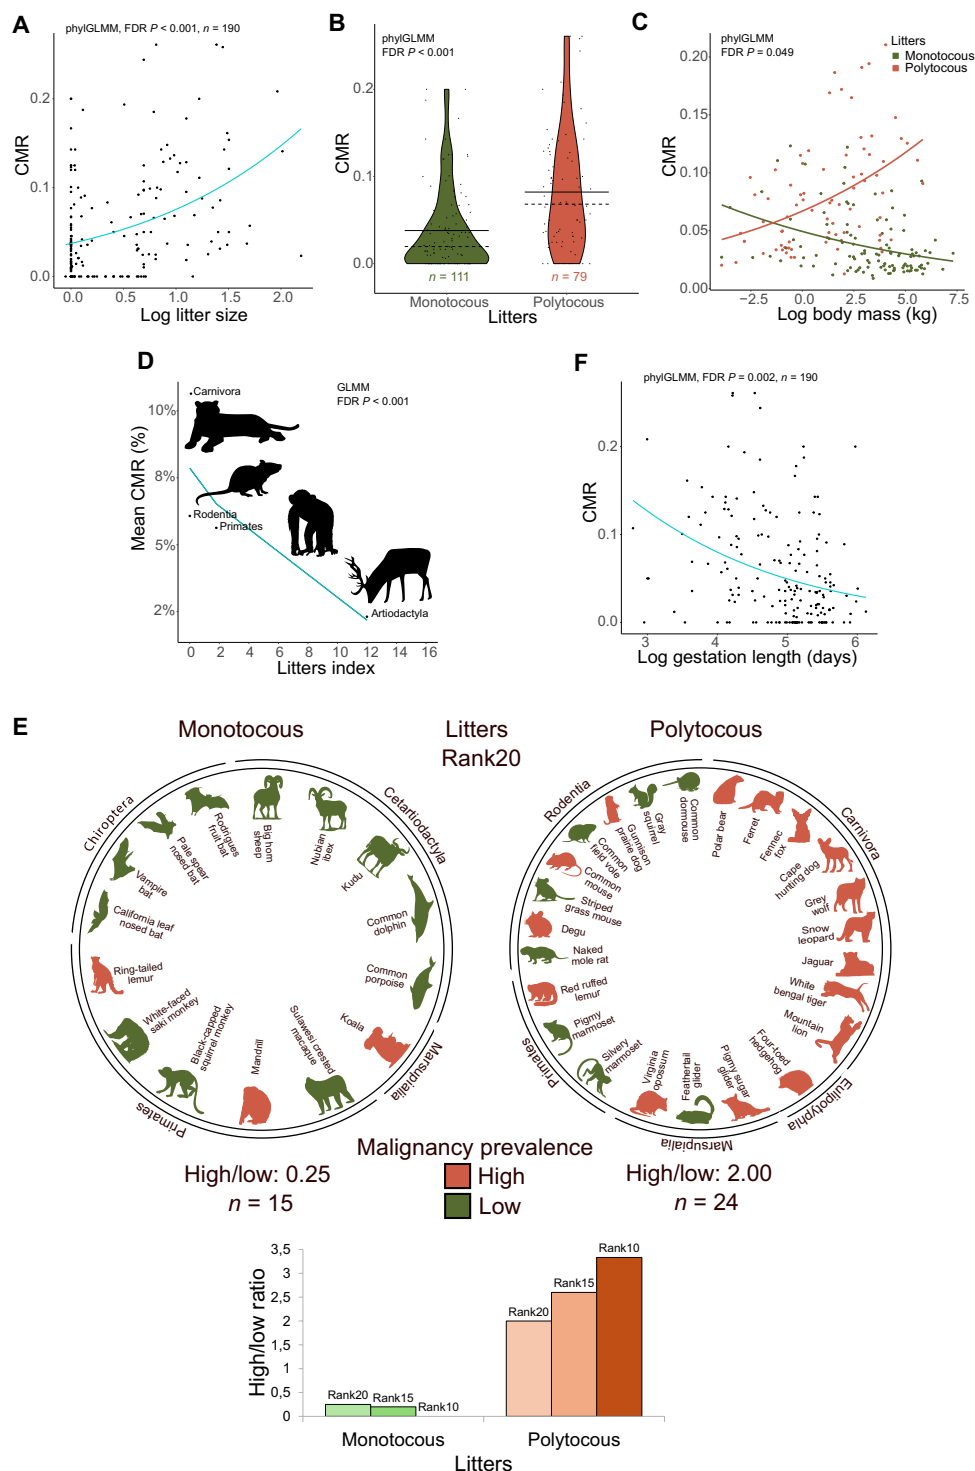 A
phylGLMM, FDR P < 0.001, n = 190
CMR
0.2
0.1
0.0
0.0
0.5
1.0
1.5
2.0
Log litter size
B
phylGLMM
FDR P < 0.001
CMR
0.2
0.1
0.0
n = 111
n = 79
Monotocous
Polytocous
Litters
C
phylGLMM
FDR P = 0.049
Litters
Monotocous
Polytocous
CMR
0.20
0.15
0.10
0.05
0.00
−2.5
0.0
2.5
5.0
7.5
Log body mass (kg)
D
GLMM
FDR P < 0.001
Mean CMR (%)
10%
8%
5%
2%
Carnivora
Rodentia
Primates
Artiodactyla
0
2
4
6
8
10
12
14
16
Litters index
F
phylGLMM, FDR P = 0.002, n = 190
CMR
0.2
0.1
0.0
3
4
5
6
Log gestation length (days)
E
Monotocous
Litters
Rank20
Polytocous
Chiroptera
Cetartiodactyla
Marsupialia
Primates
Big horn
sheep
Nubian
ibex
Kudu
Common
dolphin
Common
porpoise
Koala
Sulawesi crested
macaque
Mandrill
Black-capped
squirrel monkey
White-faced
saki monkey
Ring-tailed
lemur
California leaf
nosed bat
Vampire
bat
Pale spear
nosed bat
Rodrigues
fruit bat
Rodentia
Carnivora
Eulipotyphla
Marsupialia
Primates
Polar bear
Ferret
Fennec
fox
Cape
hunting dog
Grey
wolf
Snow
leopard
Jaguar
White
bengal tiger
Mountain
lion
Four-toed
hedgehog
Pigmy sugar
glider
Feathertail
glider
Virginia
opossum
Silvery
marmoset
Pigmy
marmoset
Red ruffed
lemur
Naked
mole rat
Degu
Striped
grass mouse
Common
mouse
Common
field vole
Gunnison
prairie dog
Gray
squirrel
Common
dormouse
High/low: 0.25
n = 15
Malignancy prevalence
High
Low
High/low: 2.00
n = 24
High/low ratio
3,5
3
2,5
2
1,5
1
0,5
0
Rank20
Rank15
Rank10
Rank20
Rank15
Rank10
Monotocous
Polytocous
Litters